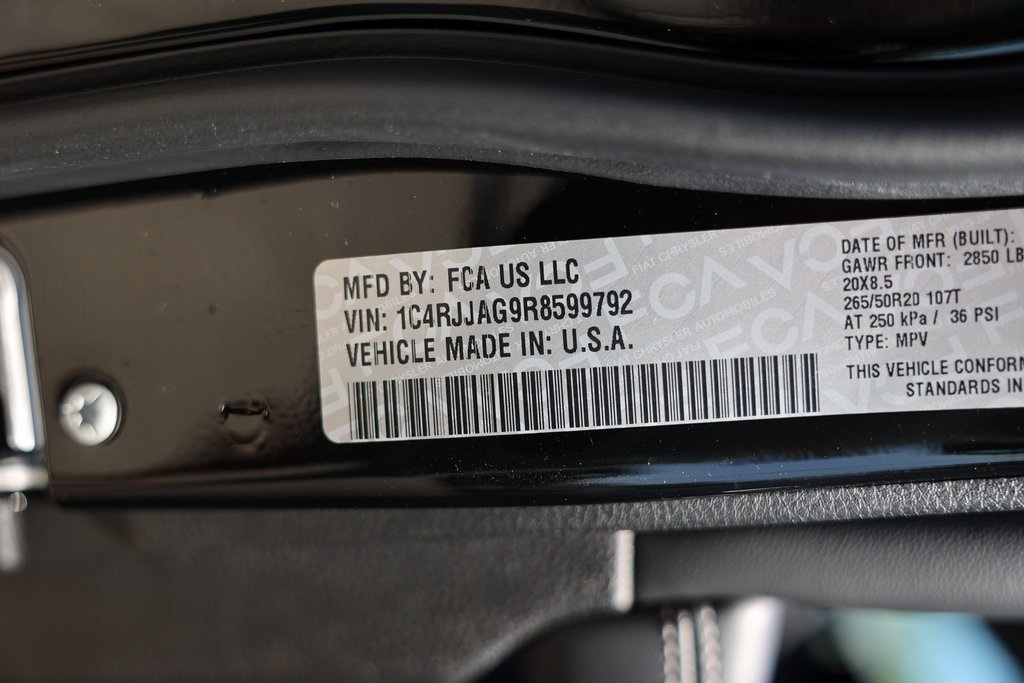 MFD BY: FCA US LLC
VIN: 1C4RJJAG9R8599792
VEHICLE MADE IN: U.S.A.
DATE OF MFR (BUILT):
GAWR FRONT: 2850 LB
20X8.5
265/50R20 107T
AT 250 kPa / 36 PSI
TYPE: MPV
THIS VEHICLE CONFORM
STANDARDS IN